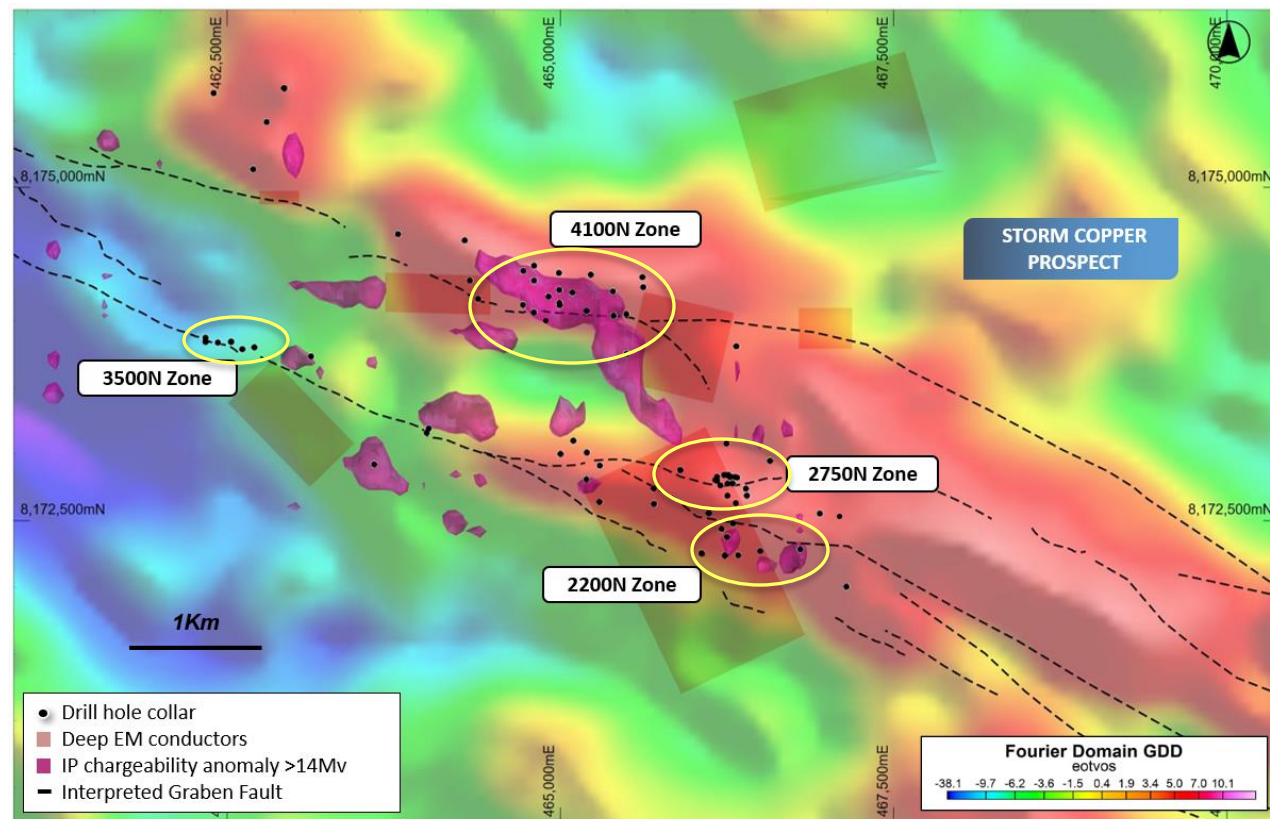 462,500mE
465,000mE
467,500mE
470,000mE
8,175,000mN
8,175,000mN
4100N Zone
STORM COPPER
PROSPECT
3500N Zone
2750N Zone
8,172,500mN
8,172,500mN
2200N Zone
1Km
Drill hole collar
Deep EM conductors
IP chargeability anomaly >14Mv
Interpreted Graben Fault
465,000mE
467,500mE
Fourier Domain GDD
eotvos
-38.1 -9.7 -6.2 -3.6 -1.5 0.4 1.9 3.4 5.0 7.0 10.1